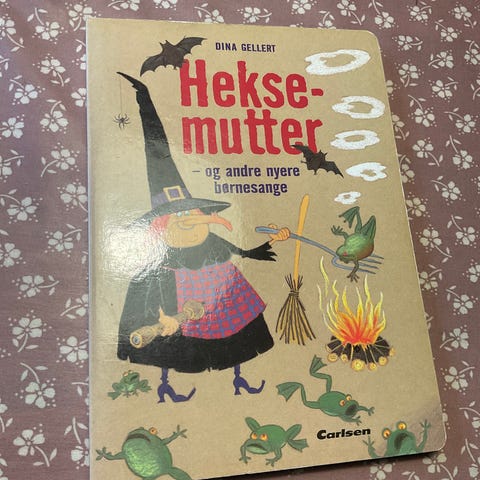 DINA GELLERT
Hekse-
mutter
– og andre nyere
børnesange
Carlsen